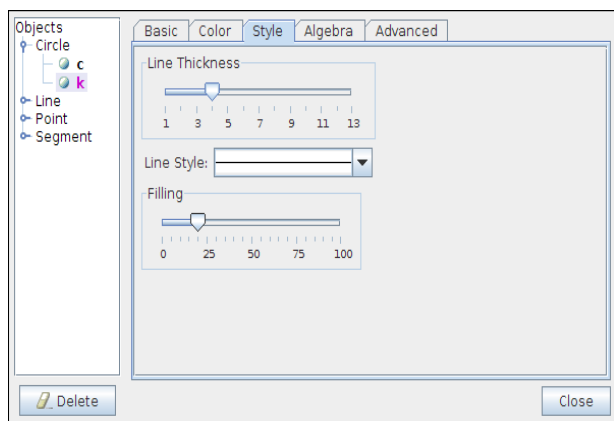 Objects
Circle
c
k
Line
Point
Segment
Basic Color Style Algebra Advanced
Line Thickness
1 3 5 7 9 11 13
Line Style:
Filling
0 25 50 75 100
Delete
Close